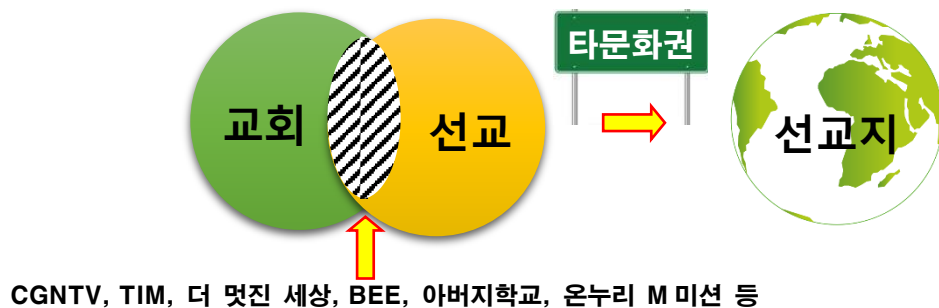 타문화권
교회
선교
선교지
CGNTV, TIM, 더 멋진 세상, BEE, 아버지학교, 온누리 M 미션 등